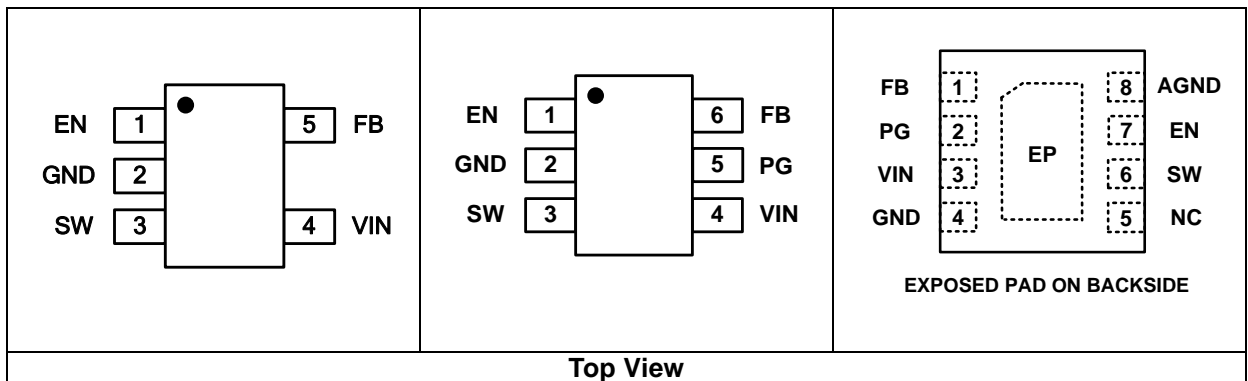 EN 1 5 FB
GND 2
SW 3 4 VIN
EN 1 6 FB
GND 2 5 PG
SW 3 4 VIN
FB 1 8 AGND
PG 2 7 EN
EP
VIN 3 6 SW
GND 4 5 NC
EXPOSED PAD ON BACKSIDE
Top View